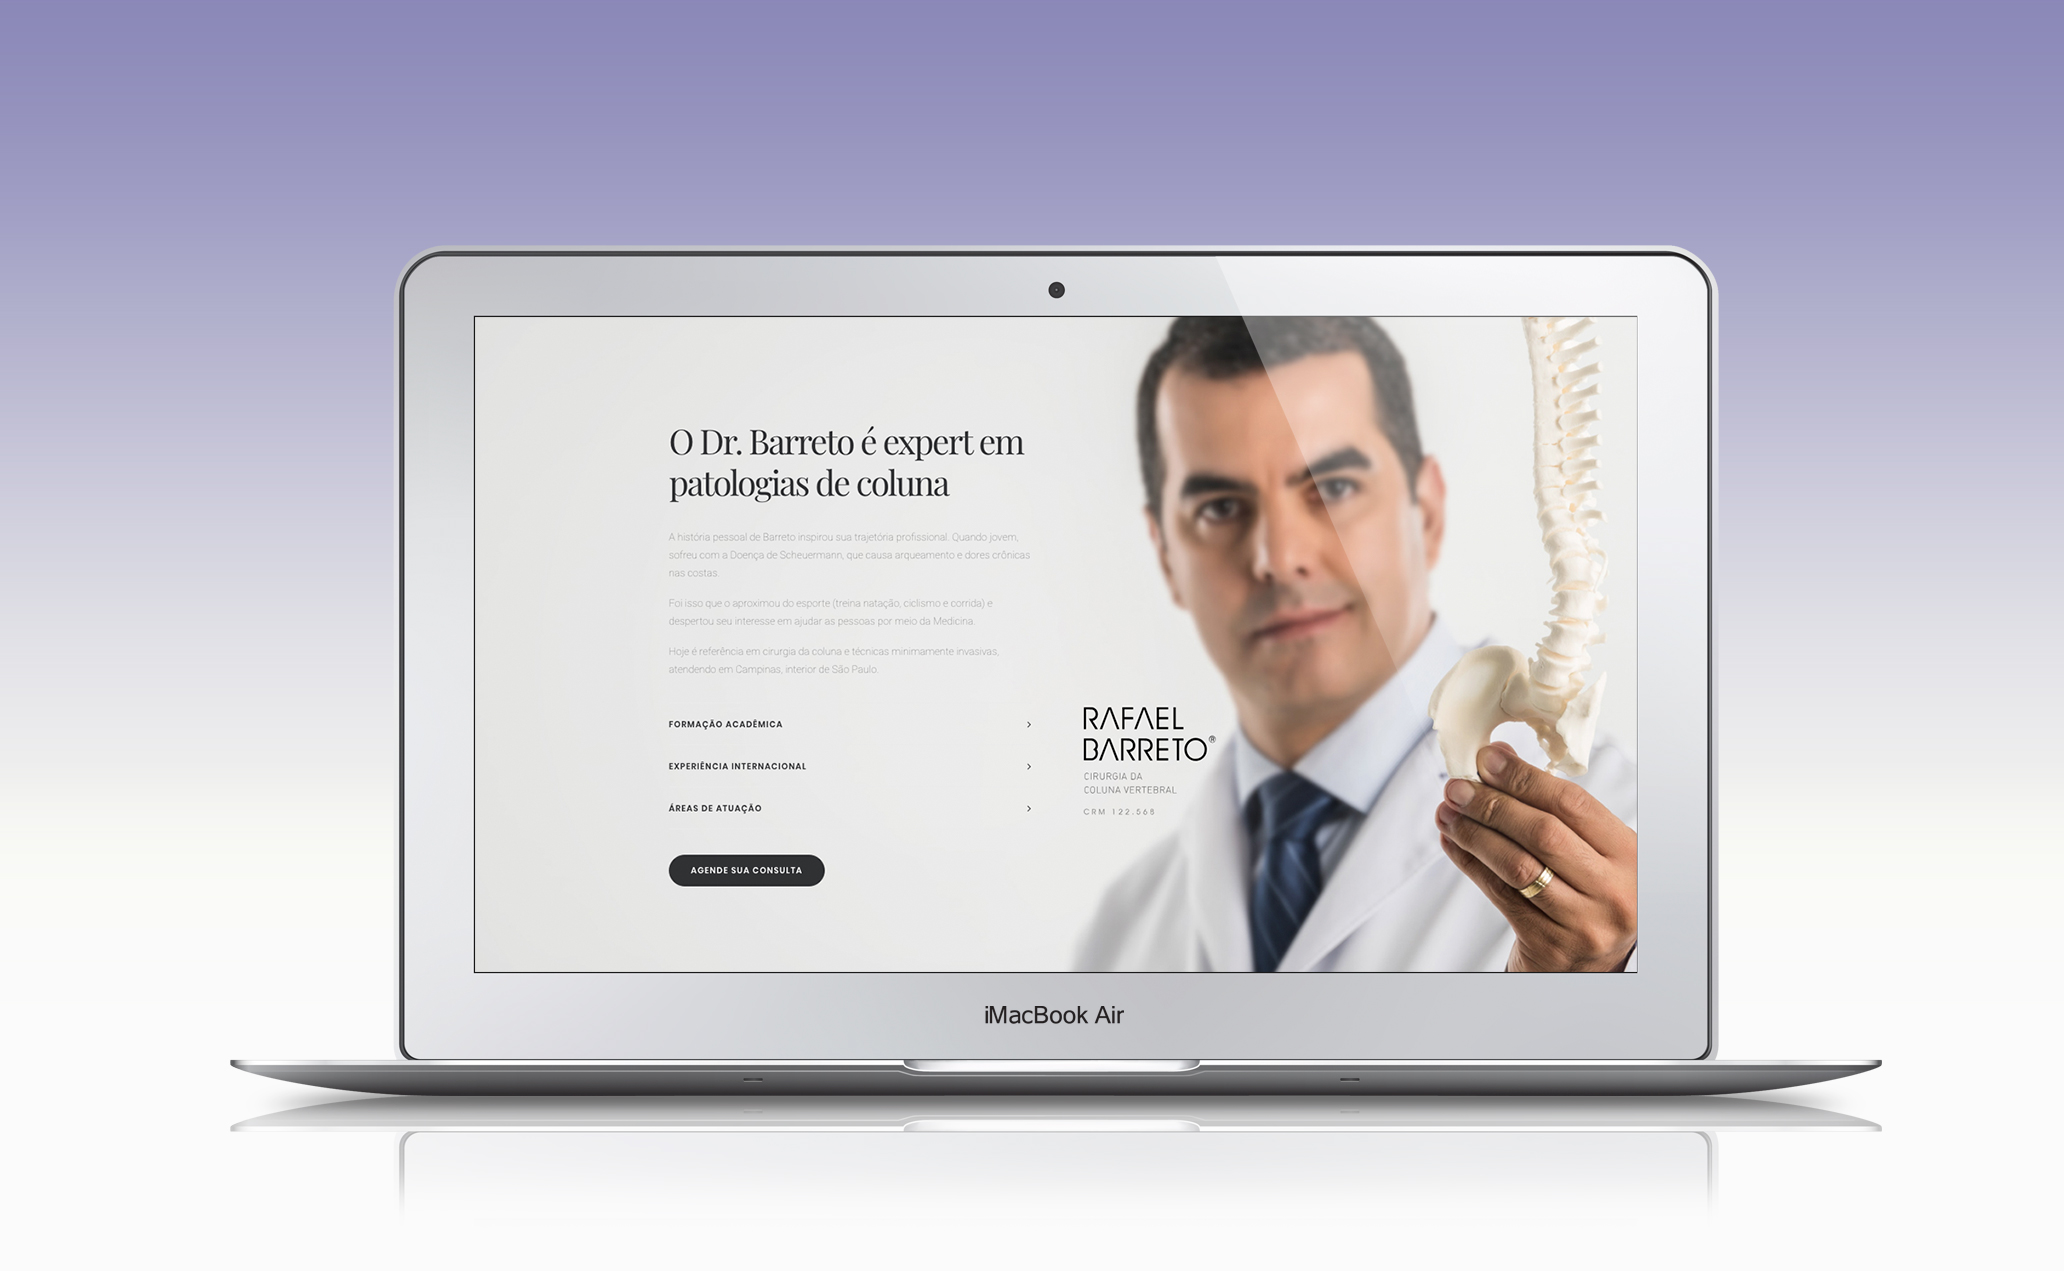 O Dr. Barreto é expert em
patologias de coluna
A história pessoal de Barreto inspirou sua trajetória profissional. Quando jovem,
sofreu com a Doença de Scheuermann, que causa arqueamento e dores crônicas
nas costas.
Foi isso que o aproximou do esporte (treina natação, ciclismo e corrida) e
despertou seu interesse em ajudar as pessoas por meio da Medicina.
Hoje é referência em cirurgia da coluna e técnicas minimamente invasivas,
atendendo em Campinas, interior de São Paulo.
FORMAÇÃO ACADÊMICA
EXPERIÊNCIA INTERNACIONAL
ÁREAS DE ATUAÇÃO
AGENDE SUA CONSULTA
RAFAEL
BARRETO®
CIRURGIA DA
COLUNA VERTEBRAL
CRM 122.568
iMacBook Air